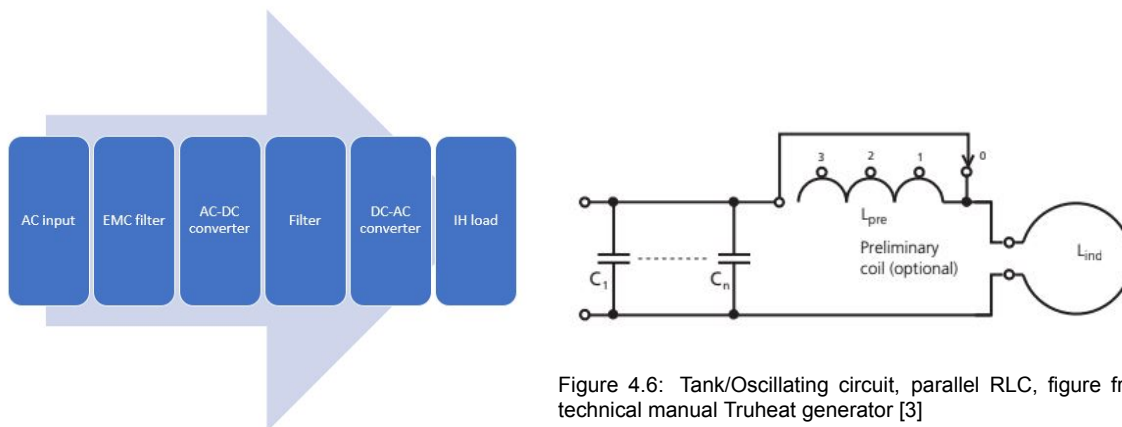 AC input
EMC filter
AC-DC
converter
Filter
DC-AC
converter
IH load
3
2
1
0
L_pre
Preliminary
coil (optional)
C_1
C_n
L_ind
Figure 4.6: Tank/Oscillating circuit, parallel RLC, figure fr
technical manual Truheat generator [3]